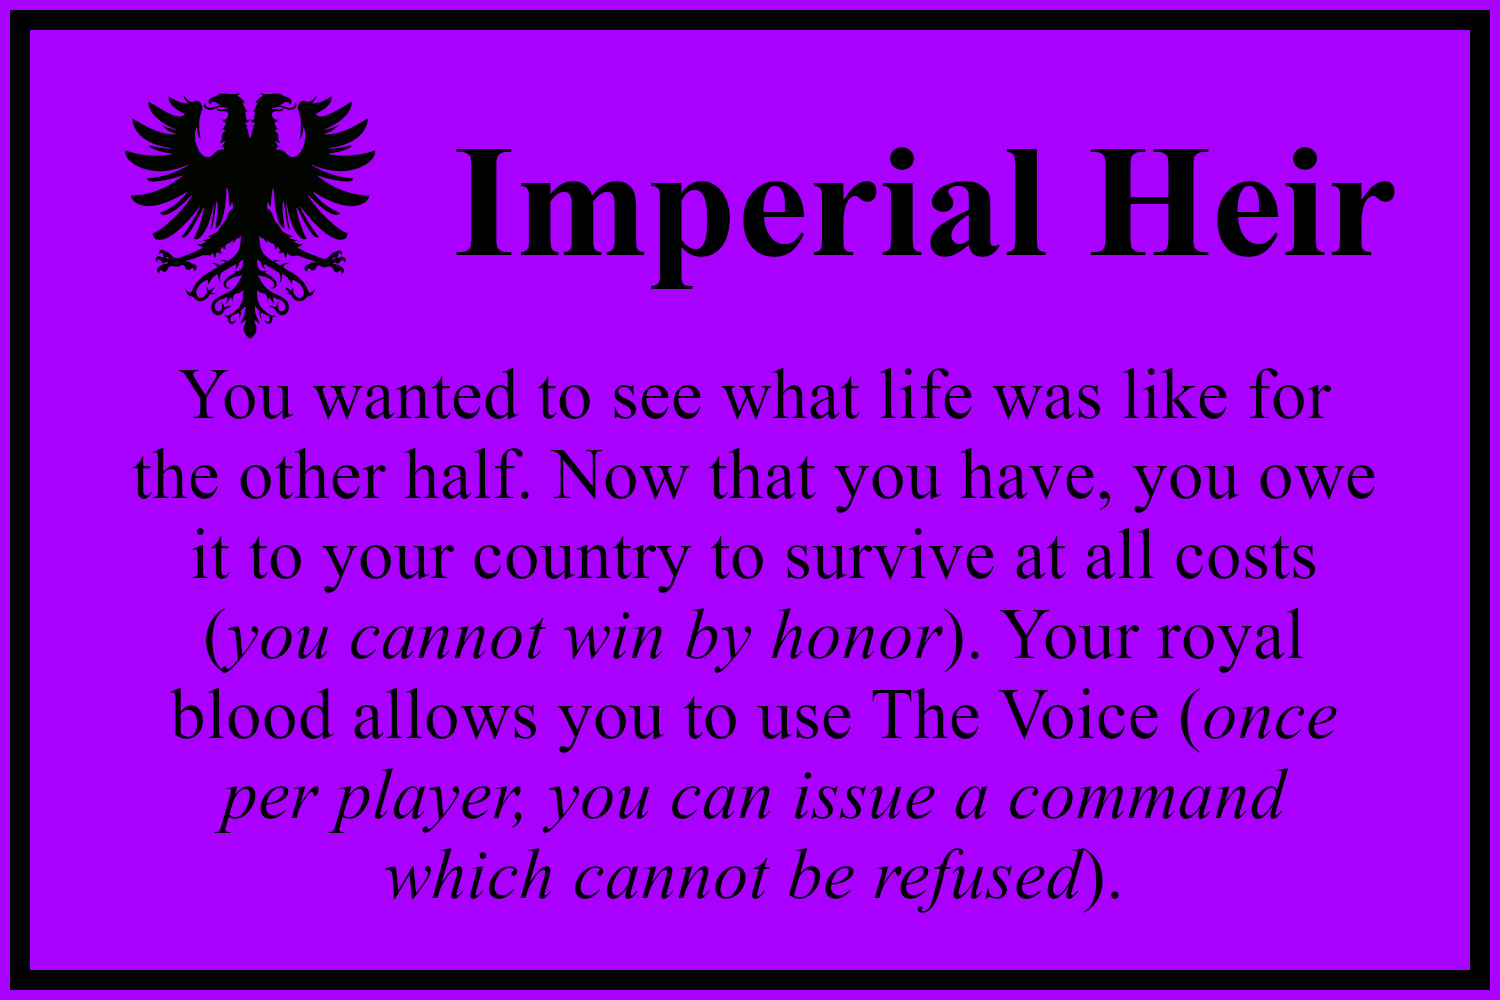 Imperial Heir
You wanted to see what life was like for
the other half. Now that you have, you owe
it to your country to survive at all costs
(you cannot win by honor). Your royal
blood allows you to use The Voice (once
per player, you can issue a command
which cannot be refused).